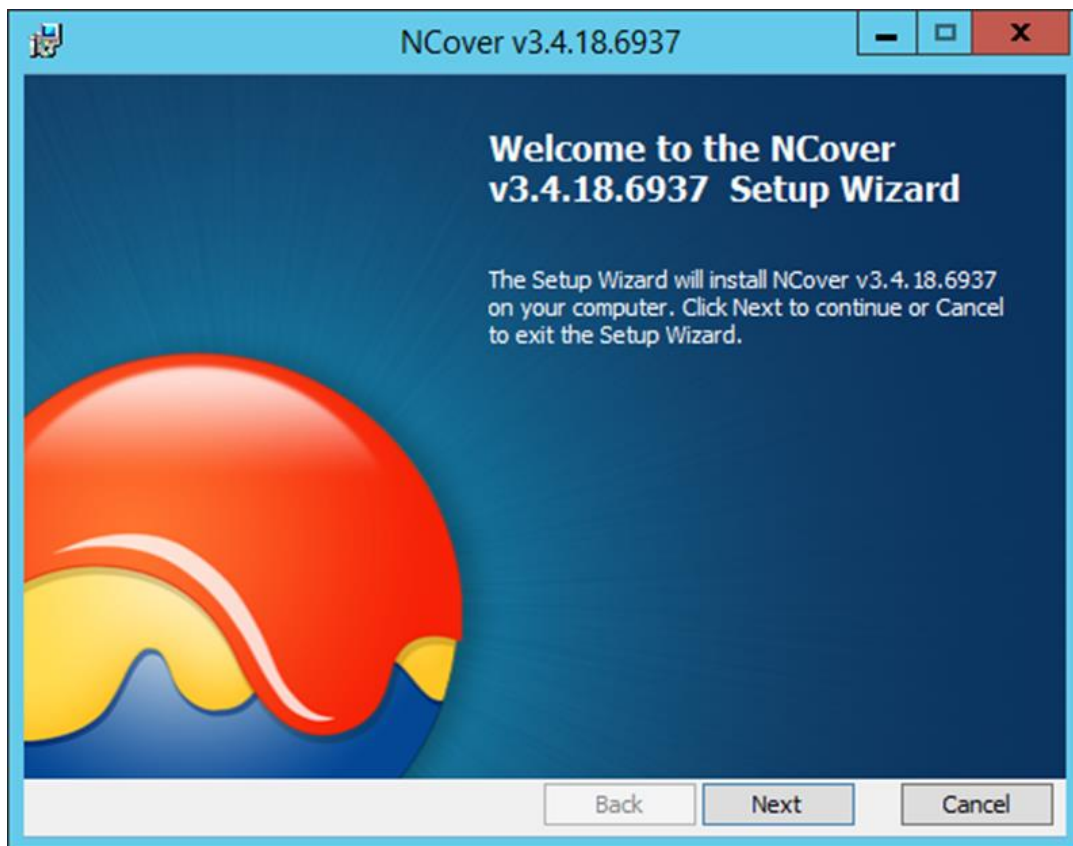 NCover v3.4.18.6937
Welcome to the NCover
v3.4.18.6937 Setup Wizard
The Setup Wizard will install NCover v3.4.18.6937
on your computer. Click Next to continue or Cancel
to exit the Setup Wizard.
Back Next Cancel